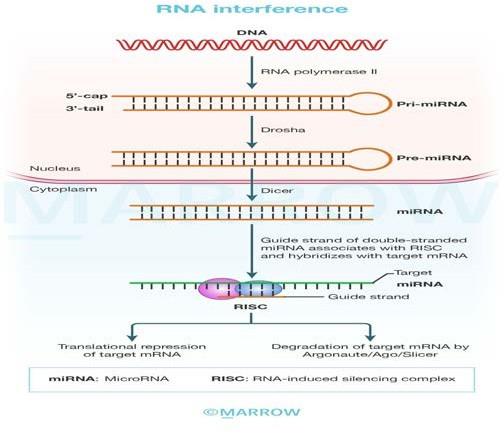 RNA interference
DNA
RNA polymerase II
5'-cap
3'-tail
Pri-miRNA
Drosha
Pre-miRNA
Nucleus
Cytoplasm
Dicer
MARROW
miRNA
Guide strand of double-stranded
miRNA associates with RISC
and hybridizes with target mRNA
Target
miRNA
Guide strand
RISC
Translational repression
of target mRNA
Degradation of target mRNA by
Argonaute/Ago/Slicer
miRNA: MicroRNA RISC: RNA-induced silencing complex
©MARROW